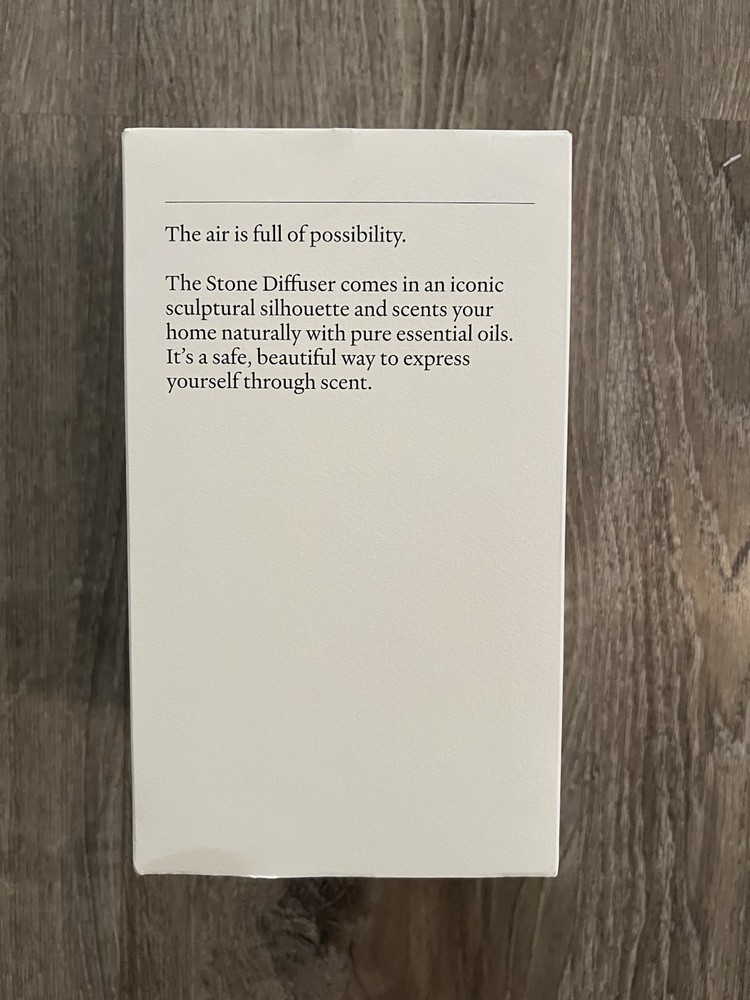 The air is full of possibility.
The Stone Diffuser comes in an iconic
sculptural silhouette and scents your
home naturally with pure essential oils.
It’s a safe, beautiful way to express
yourself through scent.